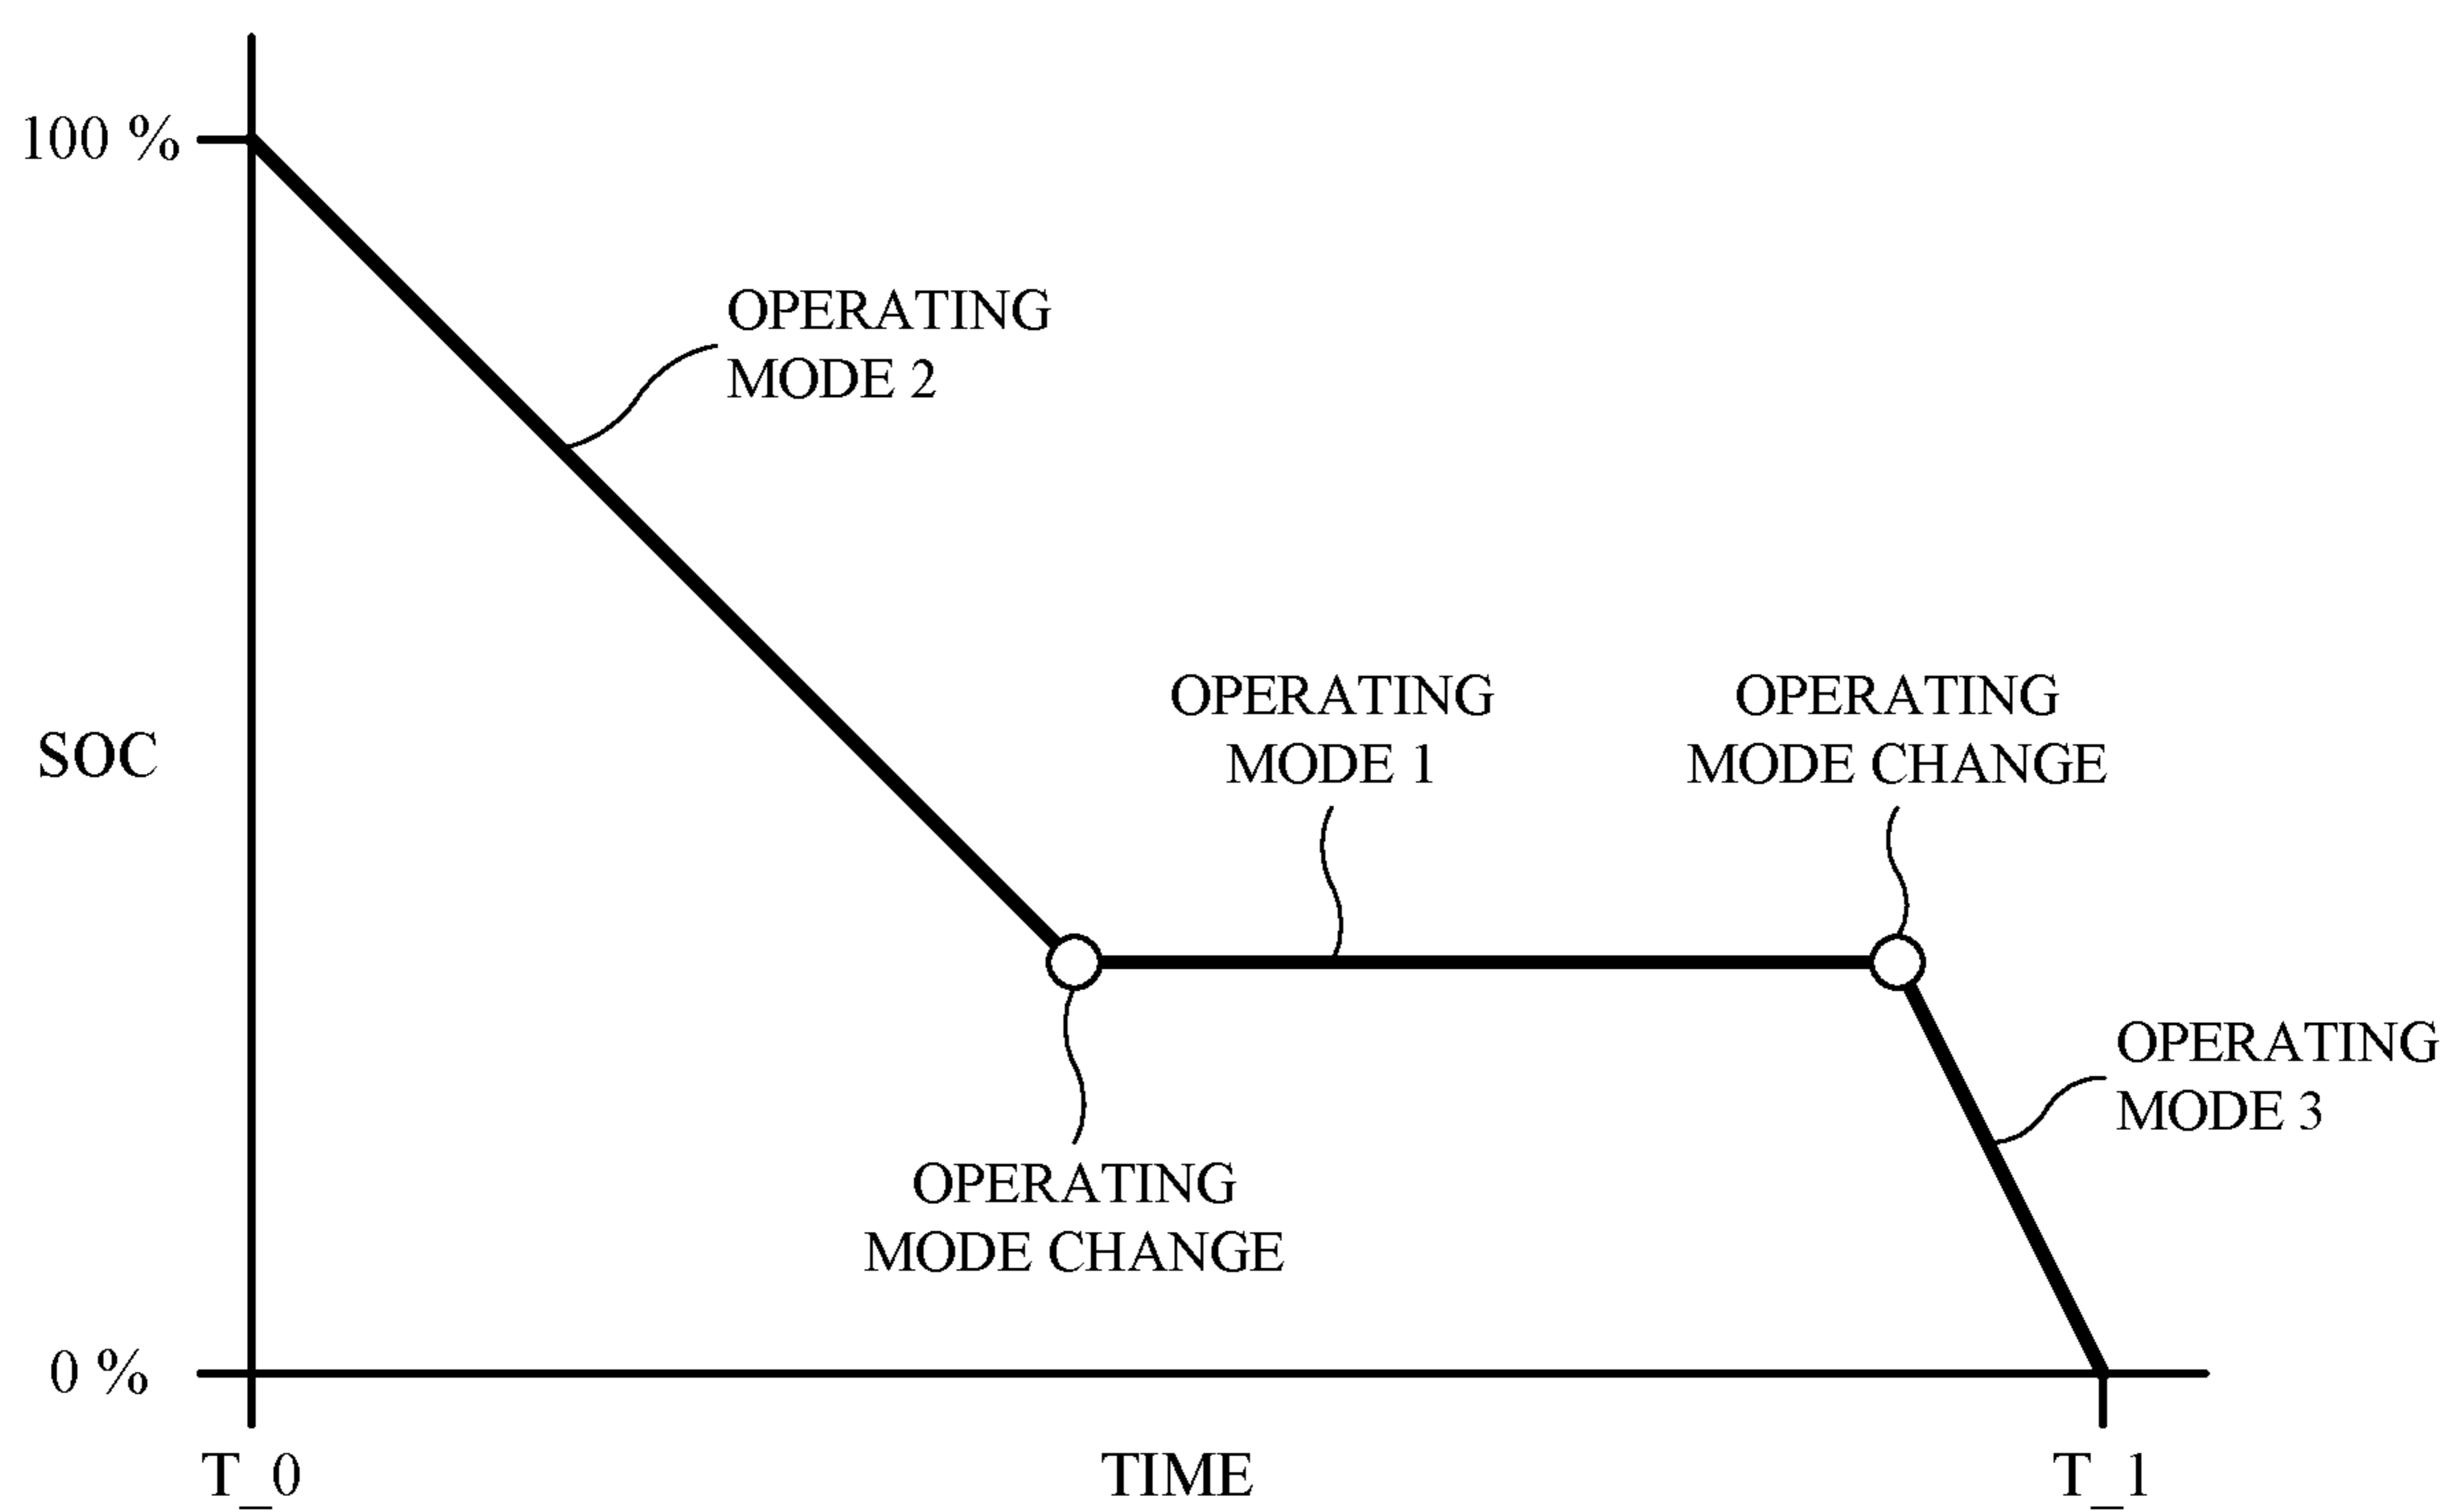 100 %
OPERATING
MODE 2
OPERATING
MODE 1
OPERATING
MODE CHANGE
SOC
OPERATING
MODE 3
OPERATING
MODE CHANGE
0 %
T_0
TIME
T_1